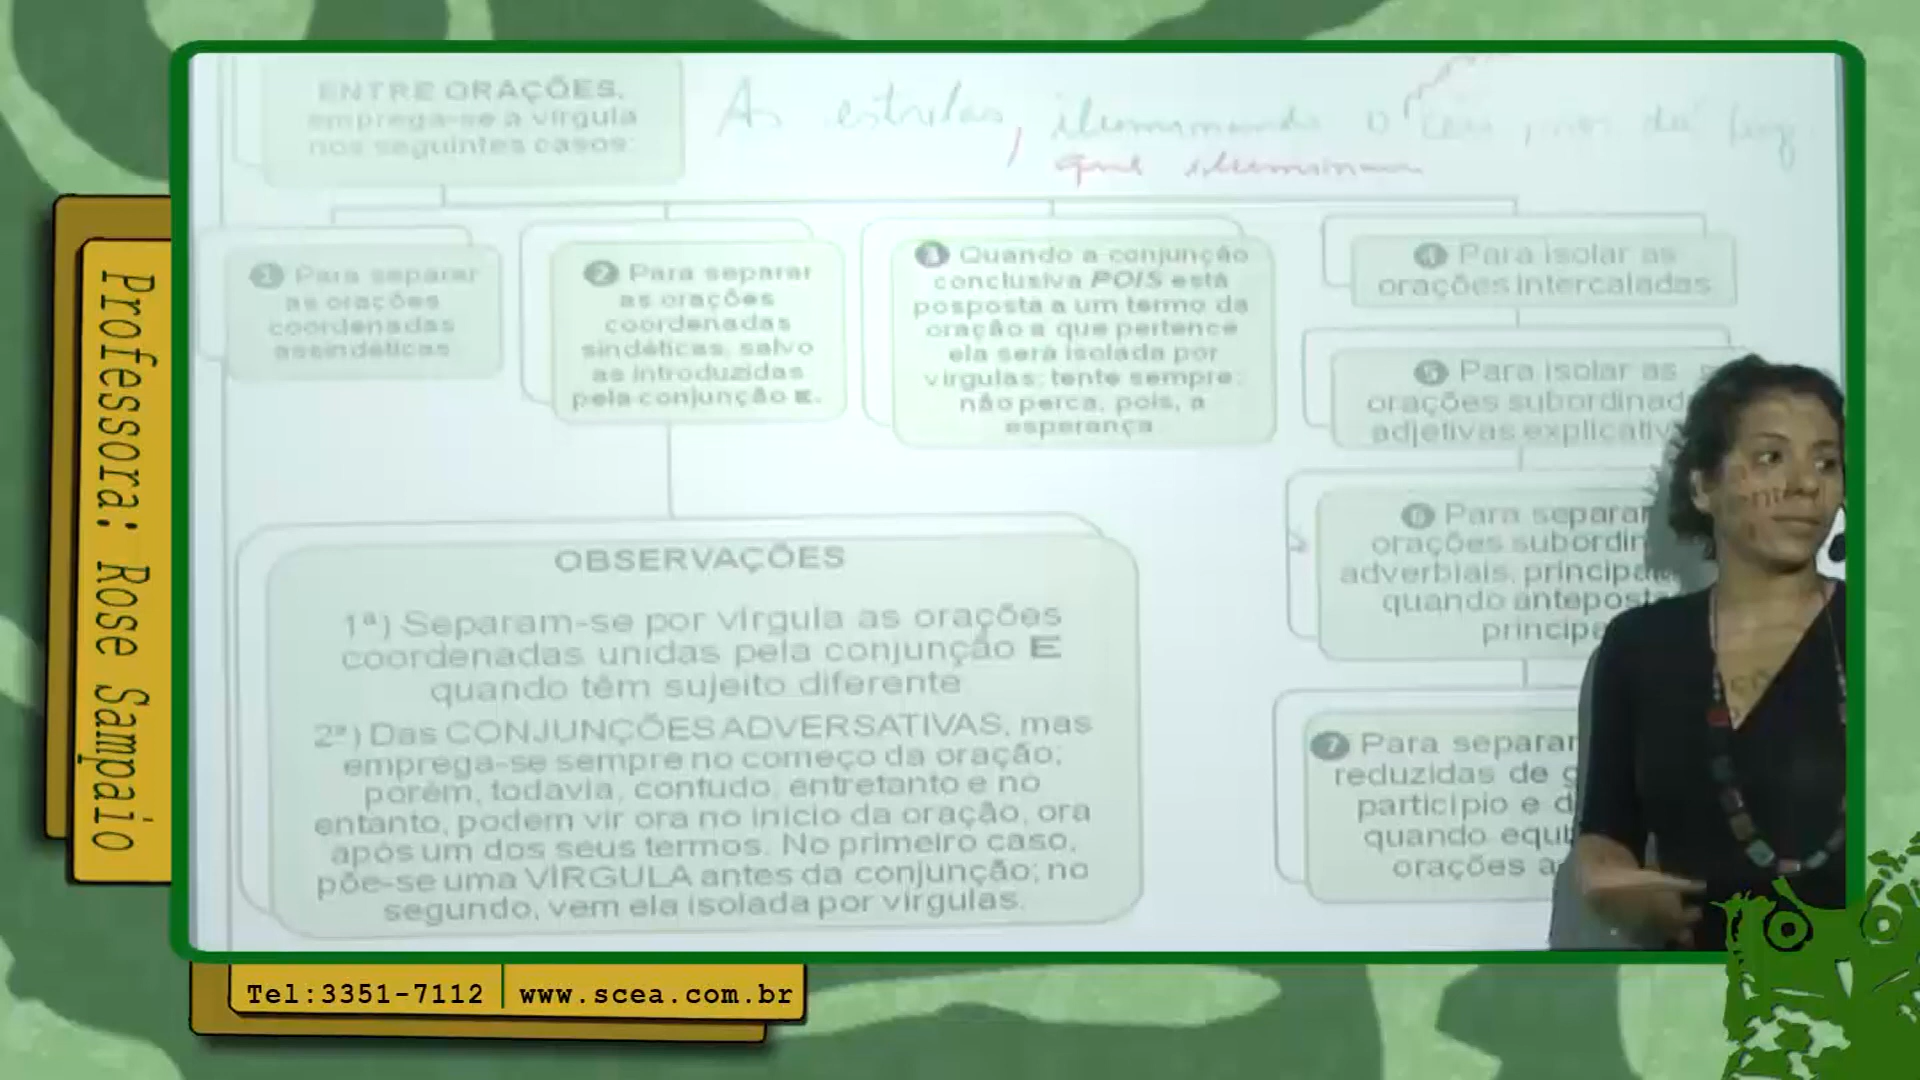 Professora: Rose Sampaio
ENTRE ORAÇÕES,
emprega-se a vírgula
nos seguintes casos:
As estrelas, iluminando o céu, nos dá luz
que iluminam
1 Para separar
as orações
coordenadas
assindéticas
2 Para separar
as orações
coordenadas
sindéticas, salvo
as introduzidas
pela conjunção E.
3 Quando a conjunção
conclusiva POIS está
posposta a um termo da
oração a que pertence
ela será isolada por
vírgulas: tente sempre;
não perca, pois, a
esperança
4 Para isolar as
orações intercaladas
5 Para isolar as
orações subordinad
adjetivas explicativ
6 Para separar
orações subordin
adverbiais, principa
quando antepost
principa
7 Para separar
reduzidas de g
particípio e d
quando equi
orações a
OBSERVAÇÕES
1ª) Separam-se por vírgula as orações
coordenadas unidas pela conjunção E
quando têm sujeito diferente
2ª) Das CONJUNÇÕES ADVERSATIVAS, mas
emprega-se sempre no começo da oração;
porém, todavia, contudo, entretanto e no
entanto, podem vir ora no início da oração, ora
após um dos seus termos. No primeiro caso,
põe-se uma VÍRGULA antes da conjunção; no
segundo, vem ela isolada por vírgulas.
Tel:3351-7112 www.scea.com.br